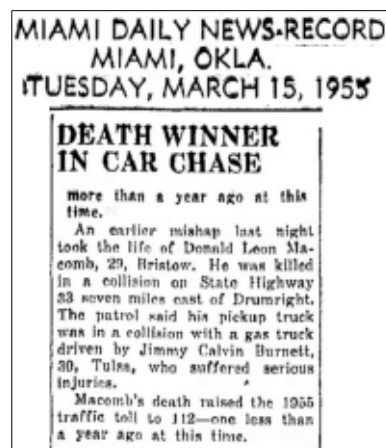 MIAMI DAILY NEWS-RECORD
MIAMI, OKLA.
TUESDAY, MARCH 15, 1955
DEATH WINNER
IN CAR CHASE
more than a year ago at this
time.
An earlier mishap last night
took the life of Donald Leon Ma-
comb, 29, Bristow. He was killed
in a collision on State Highway
33 seven miles east of Drumright.
The patrol said his pickup truck
was in a collision with a gas truck
driven by Jimmy Calvin Burnett,
30, Tulsa, who suffered serious
injuries.
Macomb's death raised the 1955
traffic toll to 112—one less than
a year ago at this time.